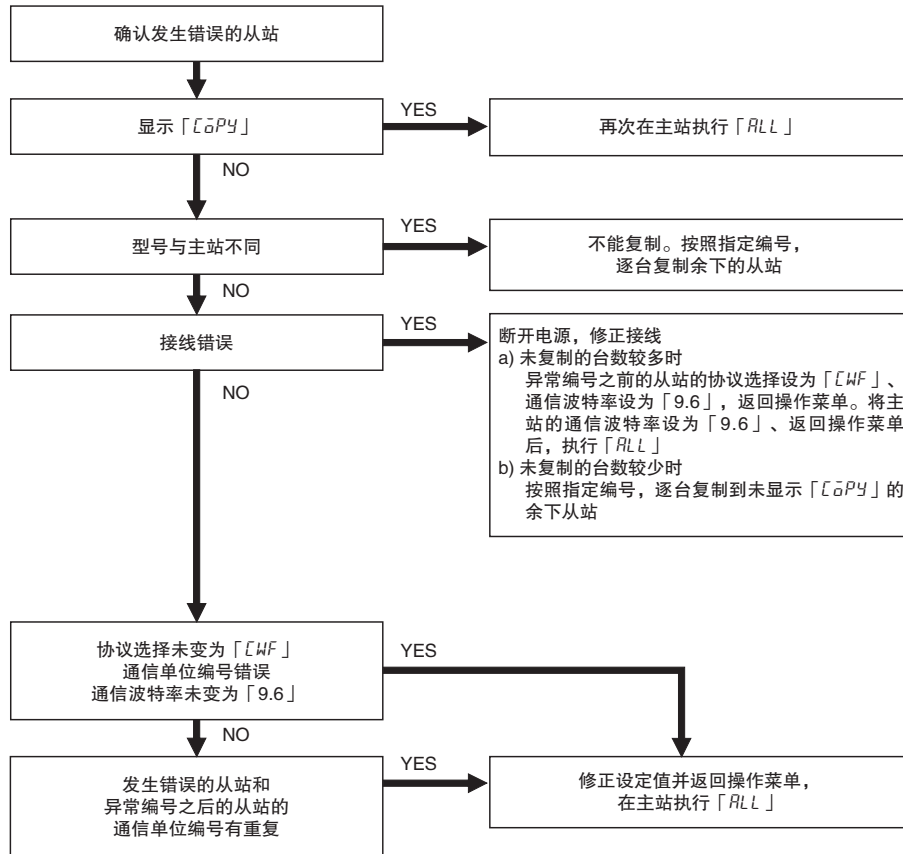 确认发生错误的从站
显示「CōPY」
YES
再次在主站执行「ALL」
NO
型号与主站不同
YES
不能复制。按照指定编号，
逐台复制余下的从站
NO
接线错误
YES
断开电源，修正接线
a) 未复制的台数较多时
异常编号之前的从站的协议选择设为「CWF」、
通信波特率设为「9.6」，返回操作菜单。将主
站的通信波特率设为「9.6」、返回操作菜单
后，执行「ALL」
b) 未复制的台数较少时
按照指定编号，逐台复制到未显示「CōPY」的
余下从站
NO
协议选择未变为「CWF」
通信单位编号错误
通信波特率未变为「9.6」
YES
NO
发生错误的从站和
异常编号之后的从站的
通信单位编号有重复
YES
修正设定值并返回操作菜单，
在主站执行「ALL」